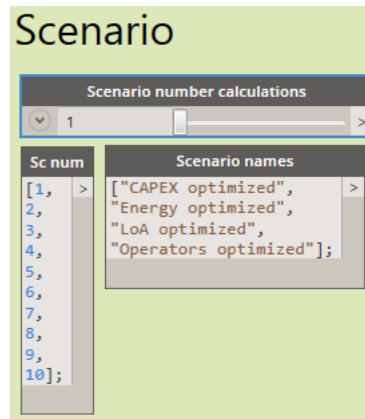 Scenario
Scenario number calculations
1
>
Sc num
[1,
2,
3,
4,
5,
6,
7,
8,
9,
10];
>
Scenario names
["CAPEX optimized",
"Energy optimized",
"LoA optimized",
"Operators optimized"];
>